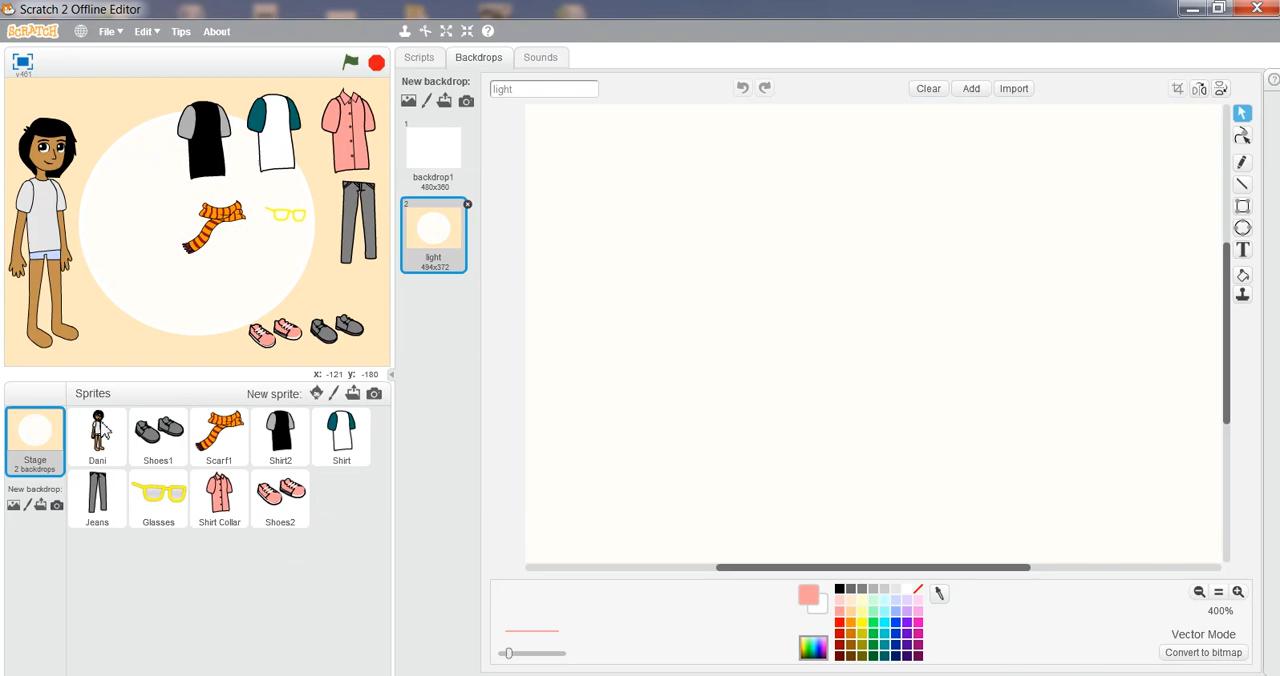 Scratch 2 Offline Editor
SCRATCH File Edit Tips About
v461
Scripts Backdrops Sounds
New backdrop:
1
backdrop1
480x360
2
light
494x372
light
Clear Add Import
x: -121 y: -180
Sprites New sprite:
Stage
2 backdrops
New backdrop:
Dani Shoes1 Scarf1 Shirt2 Shirt
Jeans Glasses Shirt Collar Shoes2
T
400%
Vector Mode
Convert to bitmap